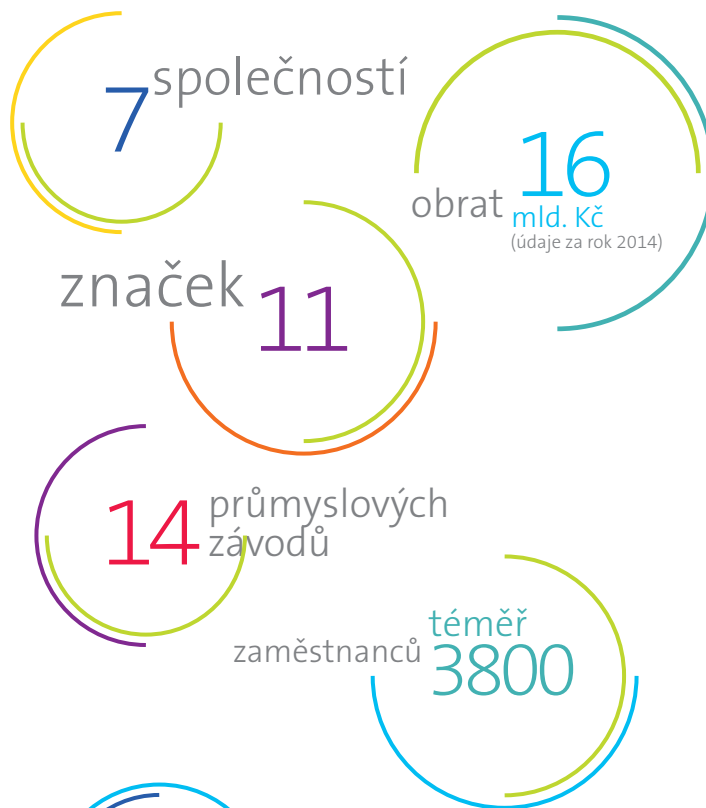 7 společností
obrat 16
mld. Kč
(údaje za rok 2014)
značek 11
14 průmyslových
závodů
téměř
zaměstnanců 3800